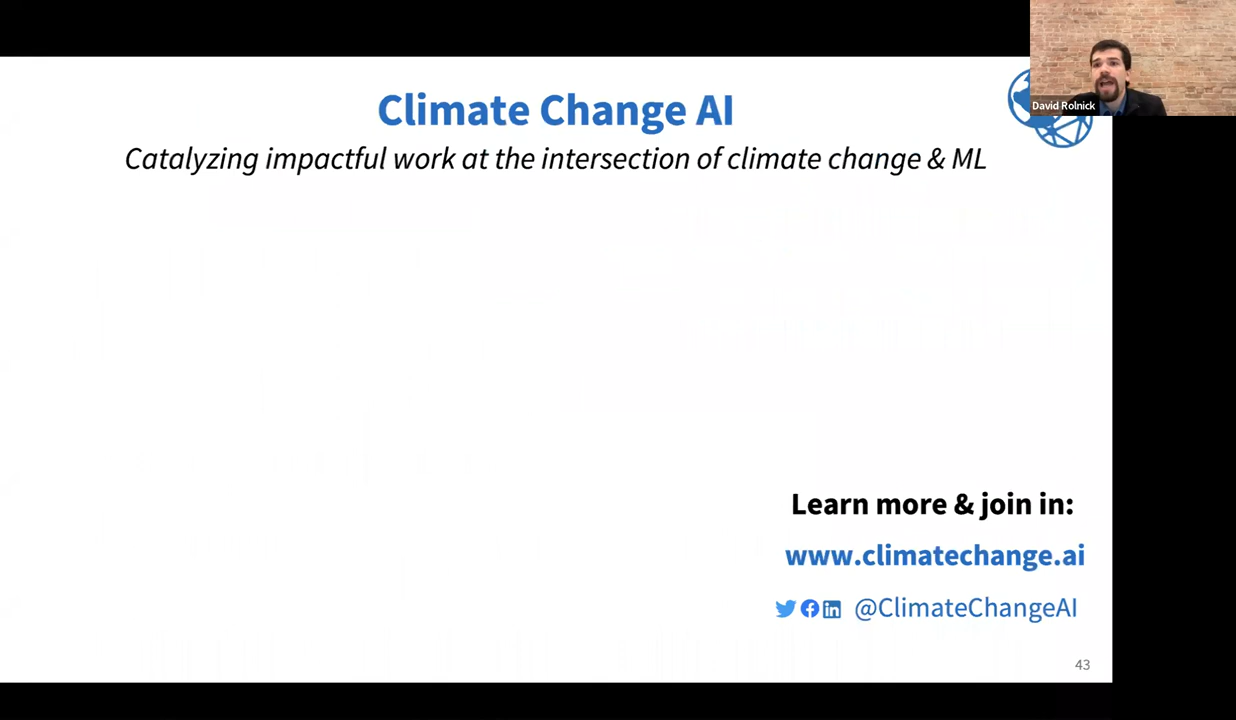 Climate Change AI
David Rolnick
Catalyzing impactful work at the intersection of climate change & ML
Learn more & join in:
www.climatechange.ai
@ClimateChangeAI
43